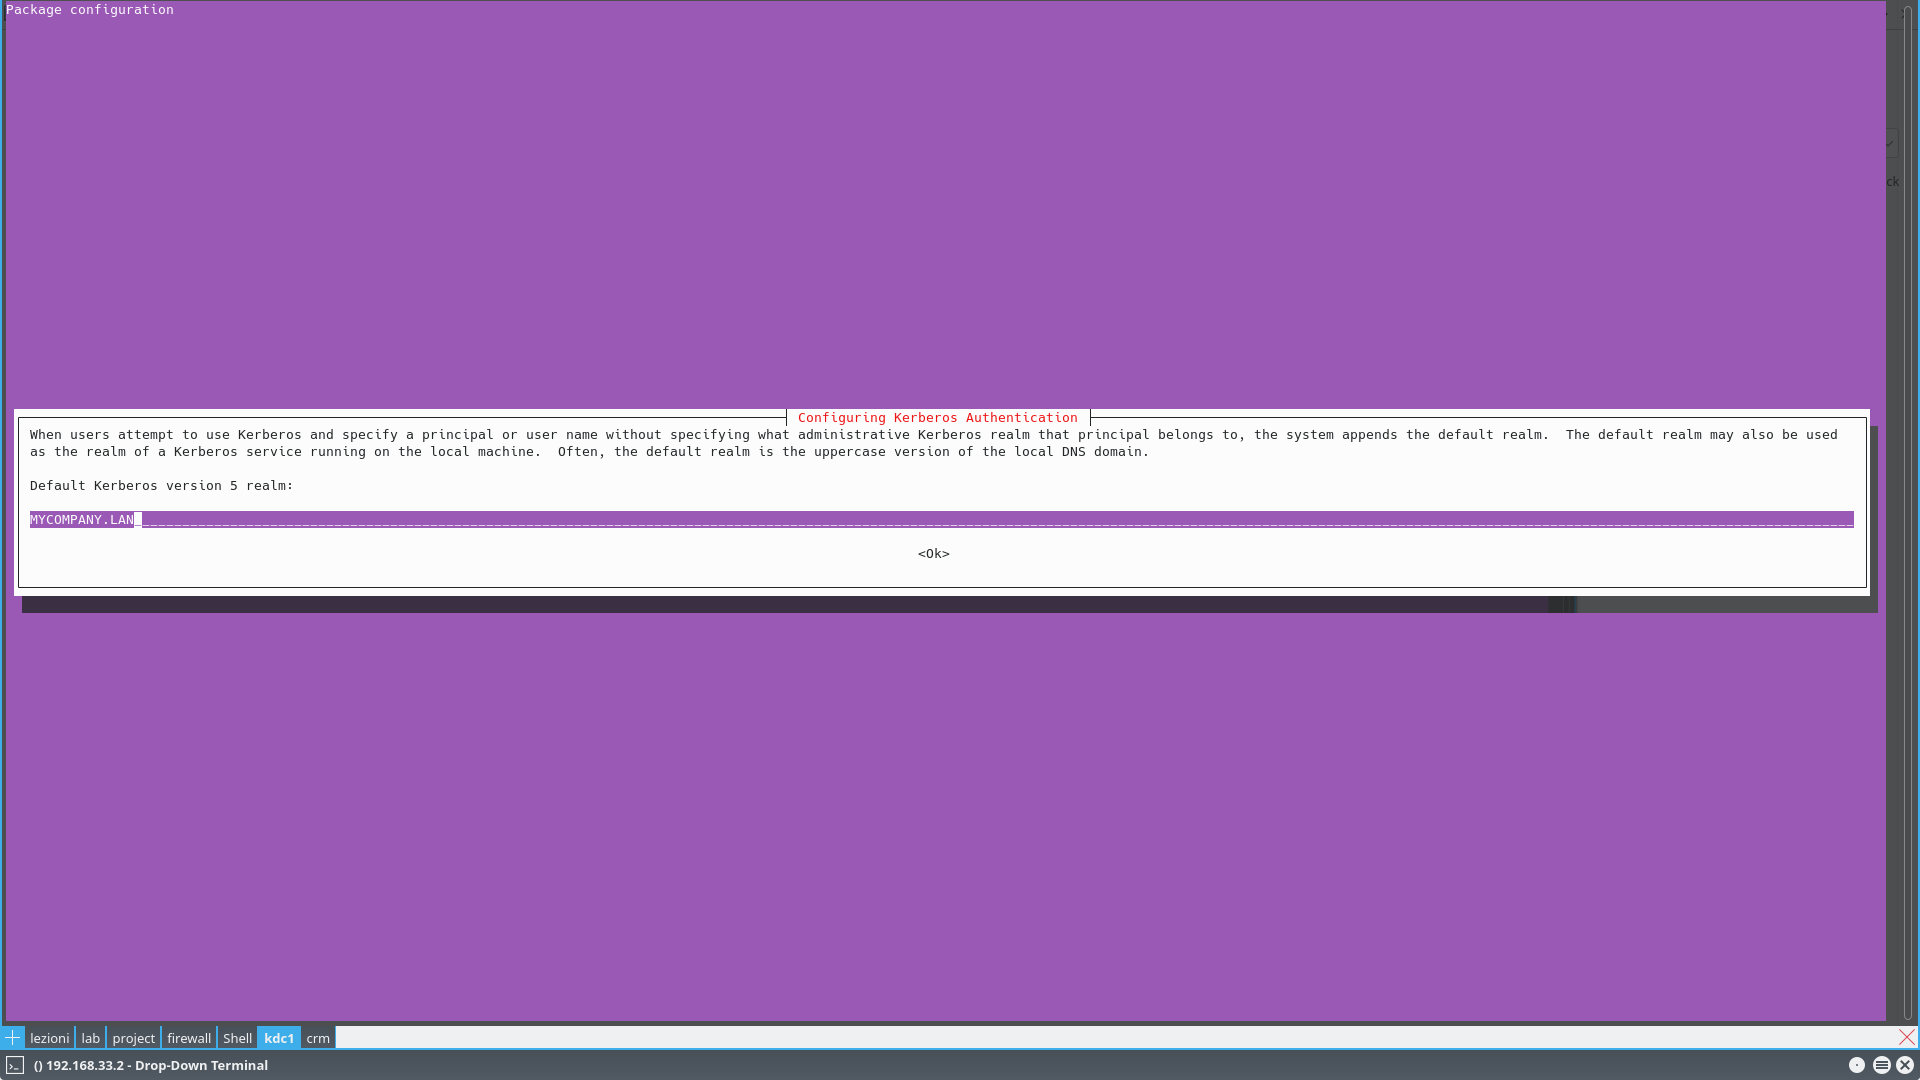 Package configuration
ck
Configuring Kerberos Authentication
When users attempt to use Kerberos and specify a principal or user name without specifying what administrative Kerberos realm that principal belongs to, the system appends the default realm.  The default realm may also be used
as the realm of a Kerberos service running on the local machine.  Often, the default realm is the uppercase version of the local DNS domain.
Default Kerberos version 5 realm:
MYCOMPANY.LAN
<Ok>
lezioni lab project firewall Shell kdc1 crm
() 192.168.33.2 - Drop-Down Terminal